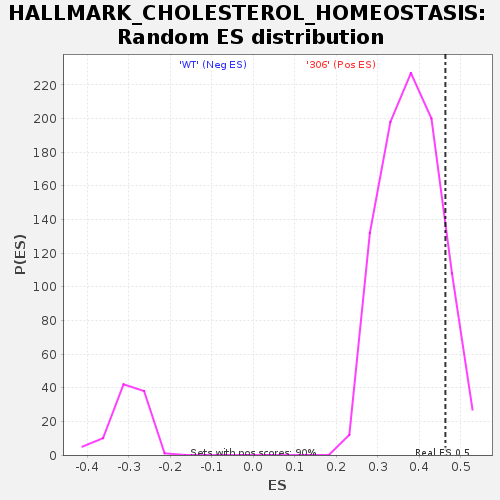 HALLMARK_CHOLESTEROL_HOMEOSTASIS:
Random ES distribution
'WT' (Neg ES) '306' (Pos ES)
220
200
180
160
140
120
100
80
60
40
20
0
P(ES)
Sets with pos scores: 90% Real ES 0.5
-0.4 -0.3 -0.2 -0.1 0.0 0.1 0.2 0.3 0.4 0.5
ES